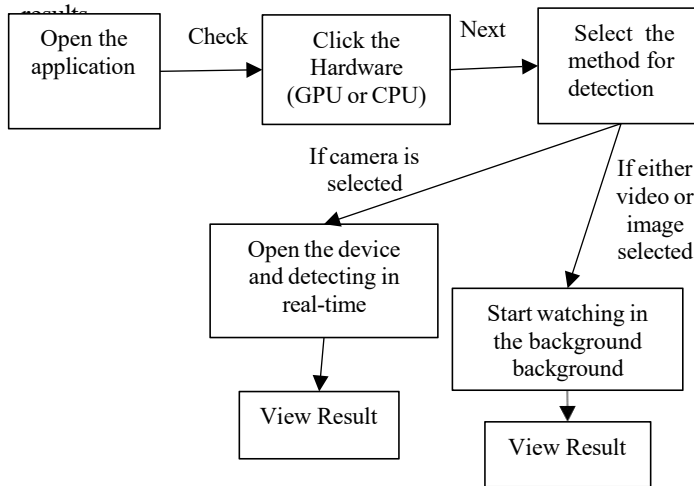 results
Open the
application
Check
Click the
Hardware
(GPU or CPU)
Next
Select the
method for
detection
If camera is
selected
If either
video or
image
selected
Open the device
and detecting in
real-time
Start watching in
the background
background
View Result
View Result